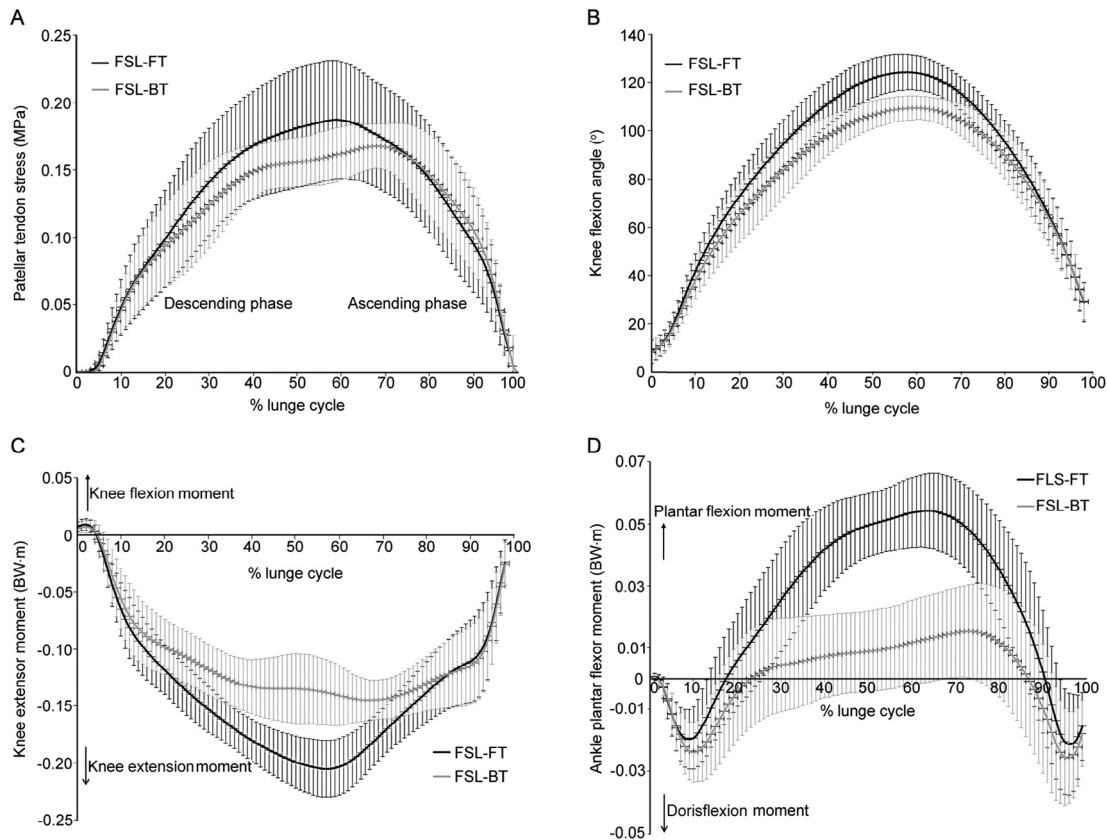 A
0.25
0.20
0.15
0.10
0.05
0
Patellar tendon stress (MPa)
FSL-FT
FSL-BT
Descending phase
Ascending phase
0 10 20 30 40 50 60 70 80 90 100
% lunge cycle
B
140
120
100
80
60
40
20
0
Knee flexion angle (°)
FSL-FT
FSL-BT
0 10 20 30 40 50 60 70 80 90 100
% lunge cycle
C
0.05
0
-0.05
-0.10
-0.15
-0.20
-0.25
Knee extensor moment (BW·m)
Knee flexion moment
0 10 20 30 40 50 60 70 80 90 100
% lunge cycle
FSL-FT
FSL-BT
Knee extension moment
D
0.07
0.05
0.03
0.01
-0.01
-0.03
-0.05
Ankle plantar flexor moment (BW·m)
FLS-FT
FSL-BT
Plantar flexion moment
0 10 20 30 40 50 60 70 80 90 100
% lunge cycle
Dorisflexion moment